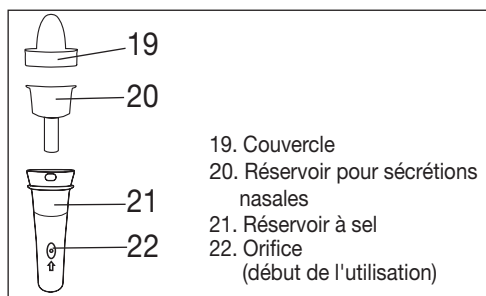 19
20
21
22
19. Couvercle
20. Réservoir pour sécrétions
nasales
21. Réservoir à sel
22. Orifice
(début de l'utilisation)